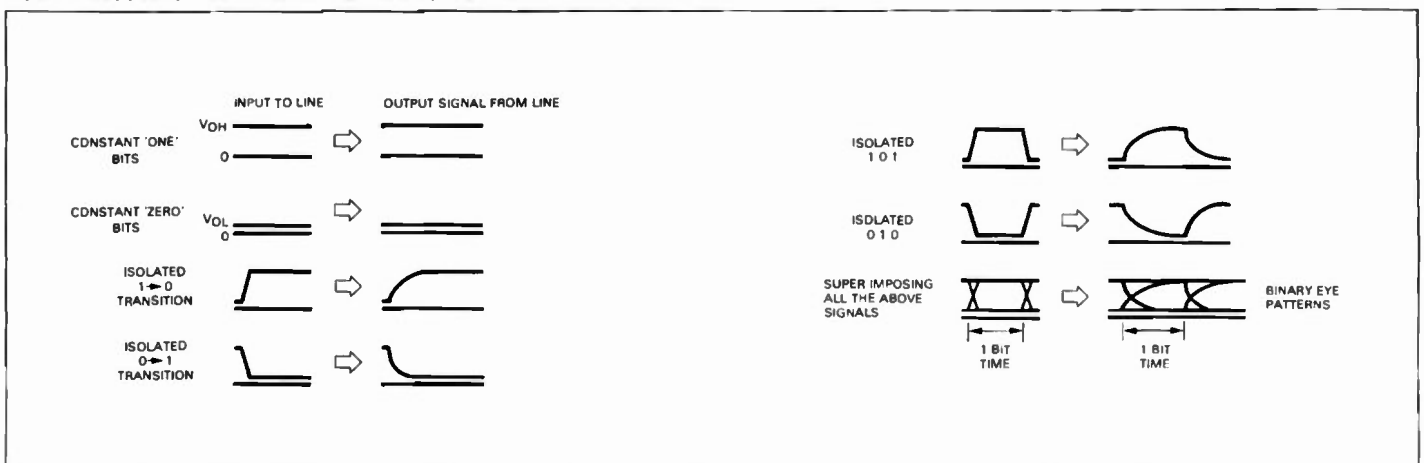 INPUT TO LINE
OUTPUT SIGNAL FROM LINE
CDNSTANT 'ONE'
BITS
VOH
0
CDNSTANT 'ZERO'
BITS
VOL
0
ISOLATED
1→0
TRANSITION
ISOLATED
0→1
TRANSITION
ISOLATED
1 0 1
ISDLATED
0 1 0
SUPER IMPOSING
ALL THE ABOVE
SIGNALS
1 BIT
TIME
1 BIT
TIME
BINARY EYE
PATTERNS